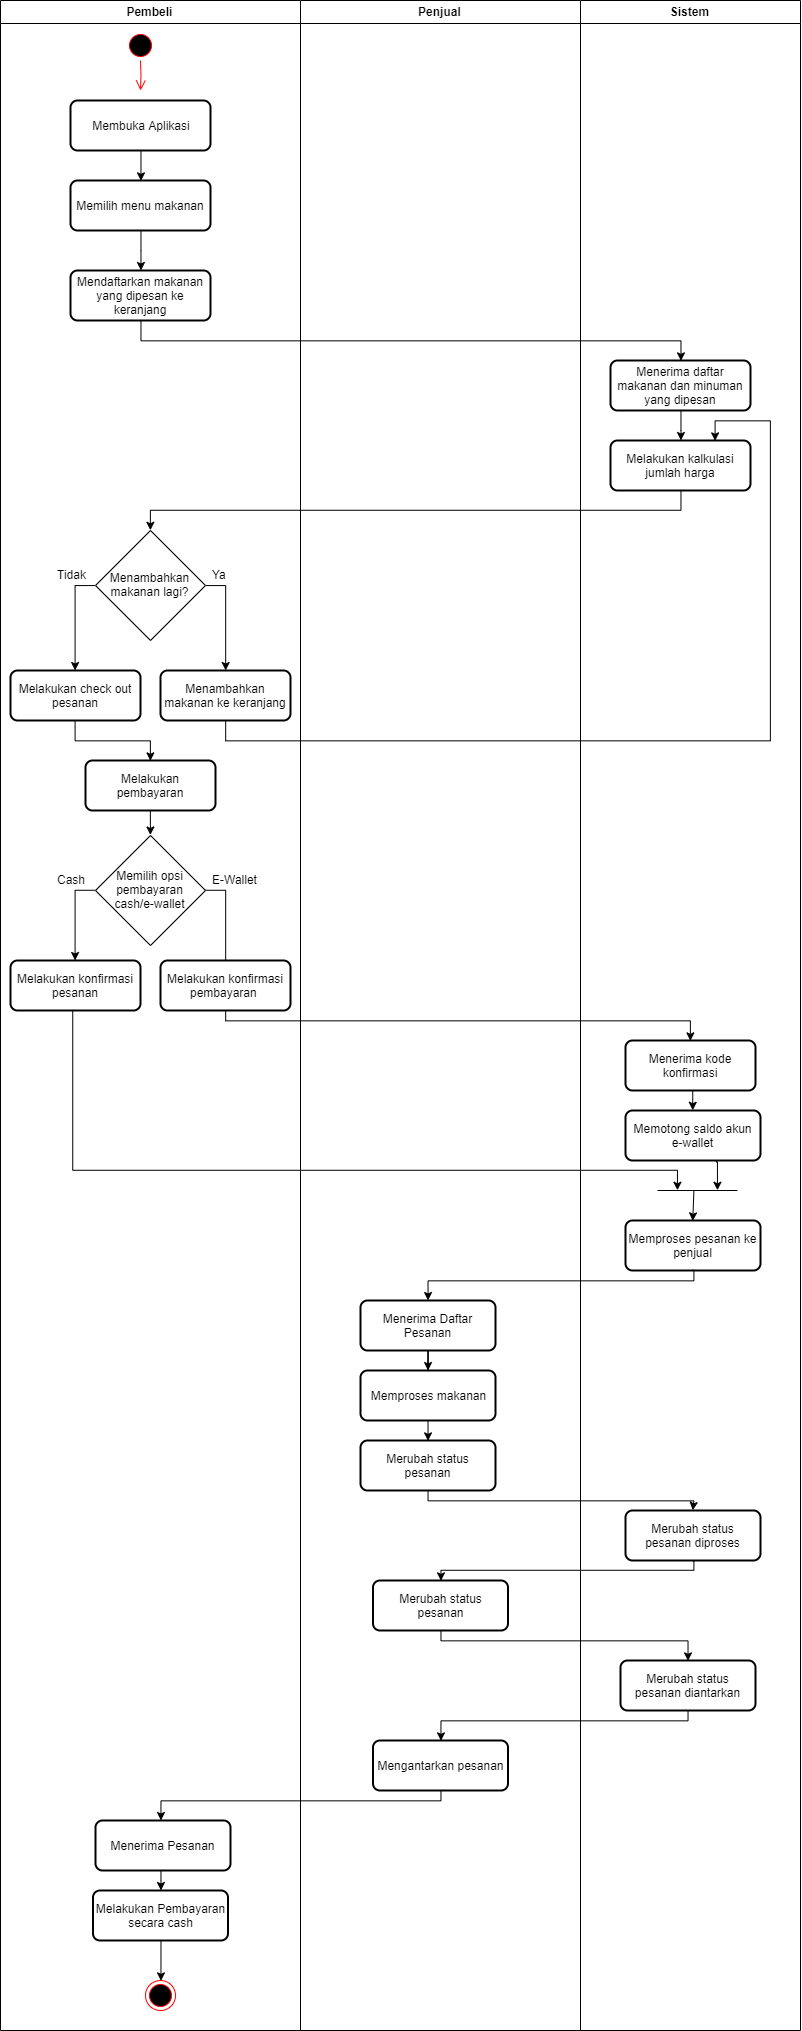 Pembeli
Penjual
Sistem
Membuka Aplikasi
Memilih menu makanan
Mendaftarkan makanan
yang dipesan ke
keranjang
Menerima daftar
makanan dan minuman
yang dipesan
Melakukan kalkulasi
jumlah harga
Tidak
Menambahkan
makanan lagi?
Ya
Melakukan check out
pesanan
Menambahkan
makanan ke keranjang
Melakukan
pembayaran
Cash
Memilih opsi
pembayaran
cash/e-wallet
E-Wallet
Melakukan konfirmasi
pesanan
Melakukan konfirmasi
pembayaran
Menerima kode
konfirmasi
Memotong saldo akun
e-wallet
Memproses pesanan ke
penjual
Menerima Daftar
Pesanan
Memproses makanan
Merubah status
pesanan
Merubah status
pesanan diproses
Merubah status
pesanan
Merubah status
pesanan diantarkan
Mengantarkan pesanan
Menerima Pesanan
Melakukan Pembayaran
secara cash